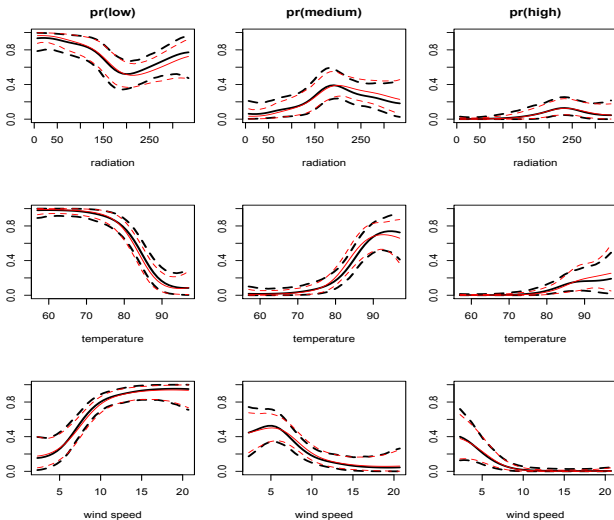 pr(low) pr(medium) pr(high)
0.0 0.4 0.8 0.0 0.4 0.8 0.0 0.4 0.8
0 50 150 250 0 50 150 250 0 50 150 250
radiation radiation radiation
0.0 0.4 0.8 0.0 0.4 0.8 0.0 0.4 0.8
60 70 80 90 60 70 80 90 60 70 80 90
temperature temperature temperature
0.0 0.4 0.8 0.0 0.4 0.8 0.0 0.4 0.8
5 10 15 20 5 10 15 20 5 10 15 20
wind speed wind speed wind speed